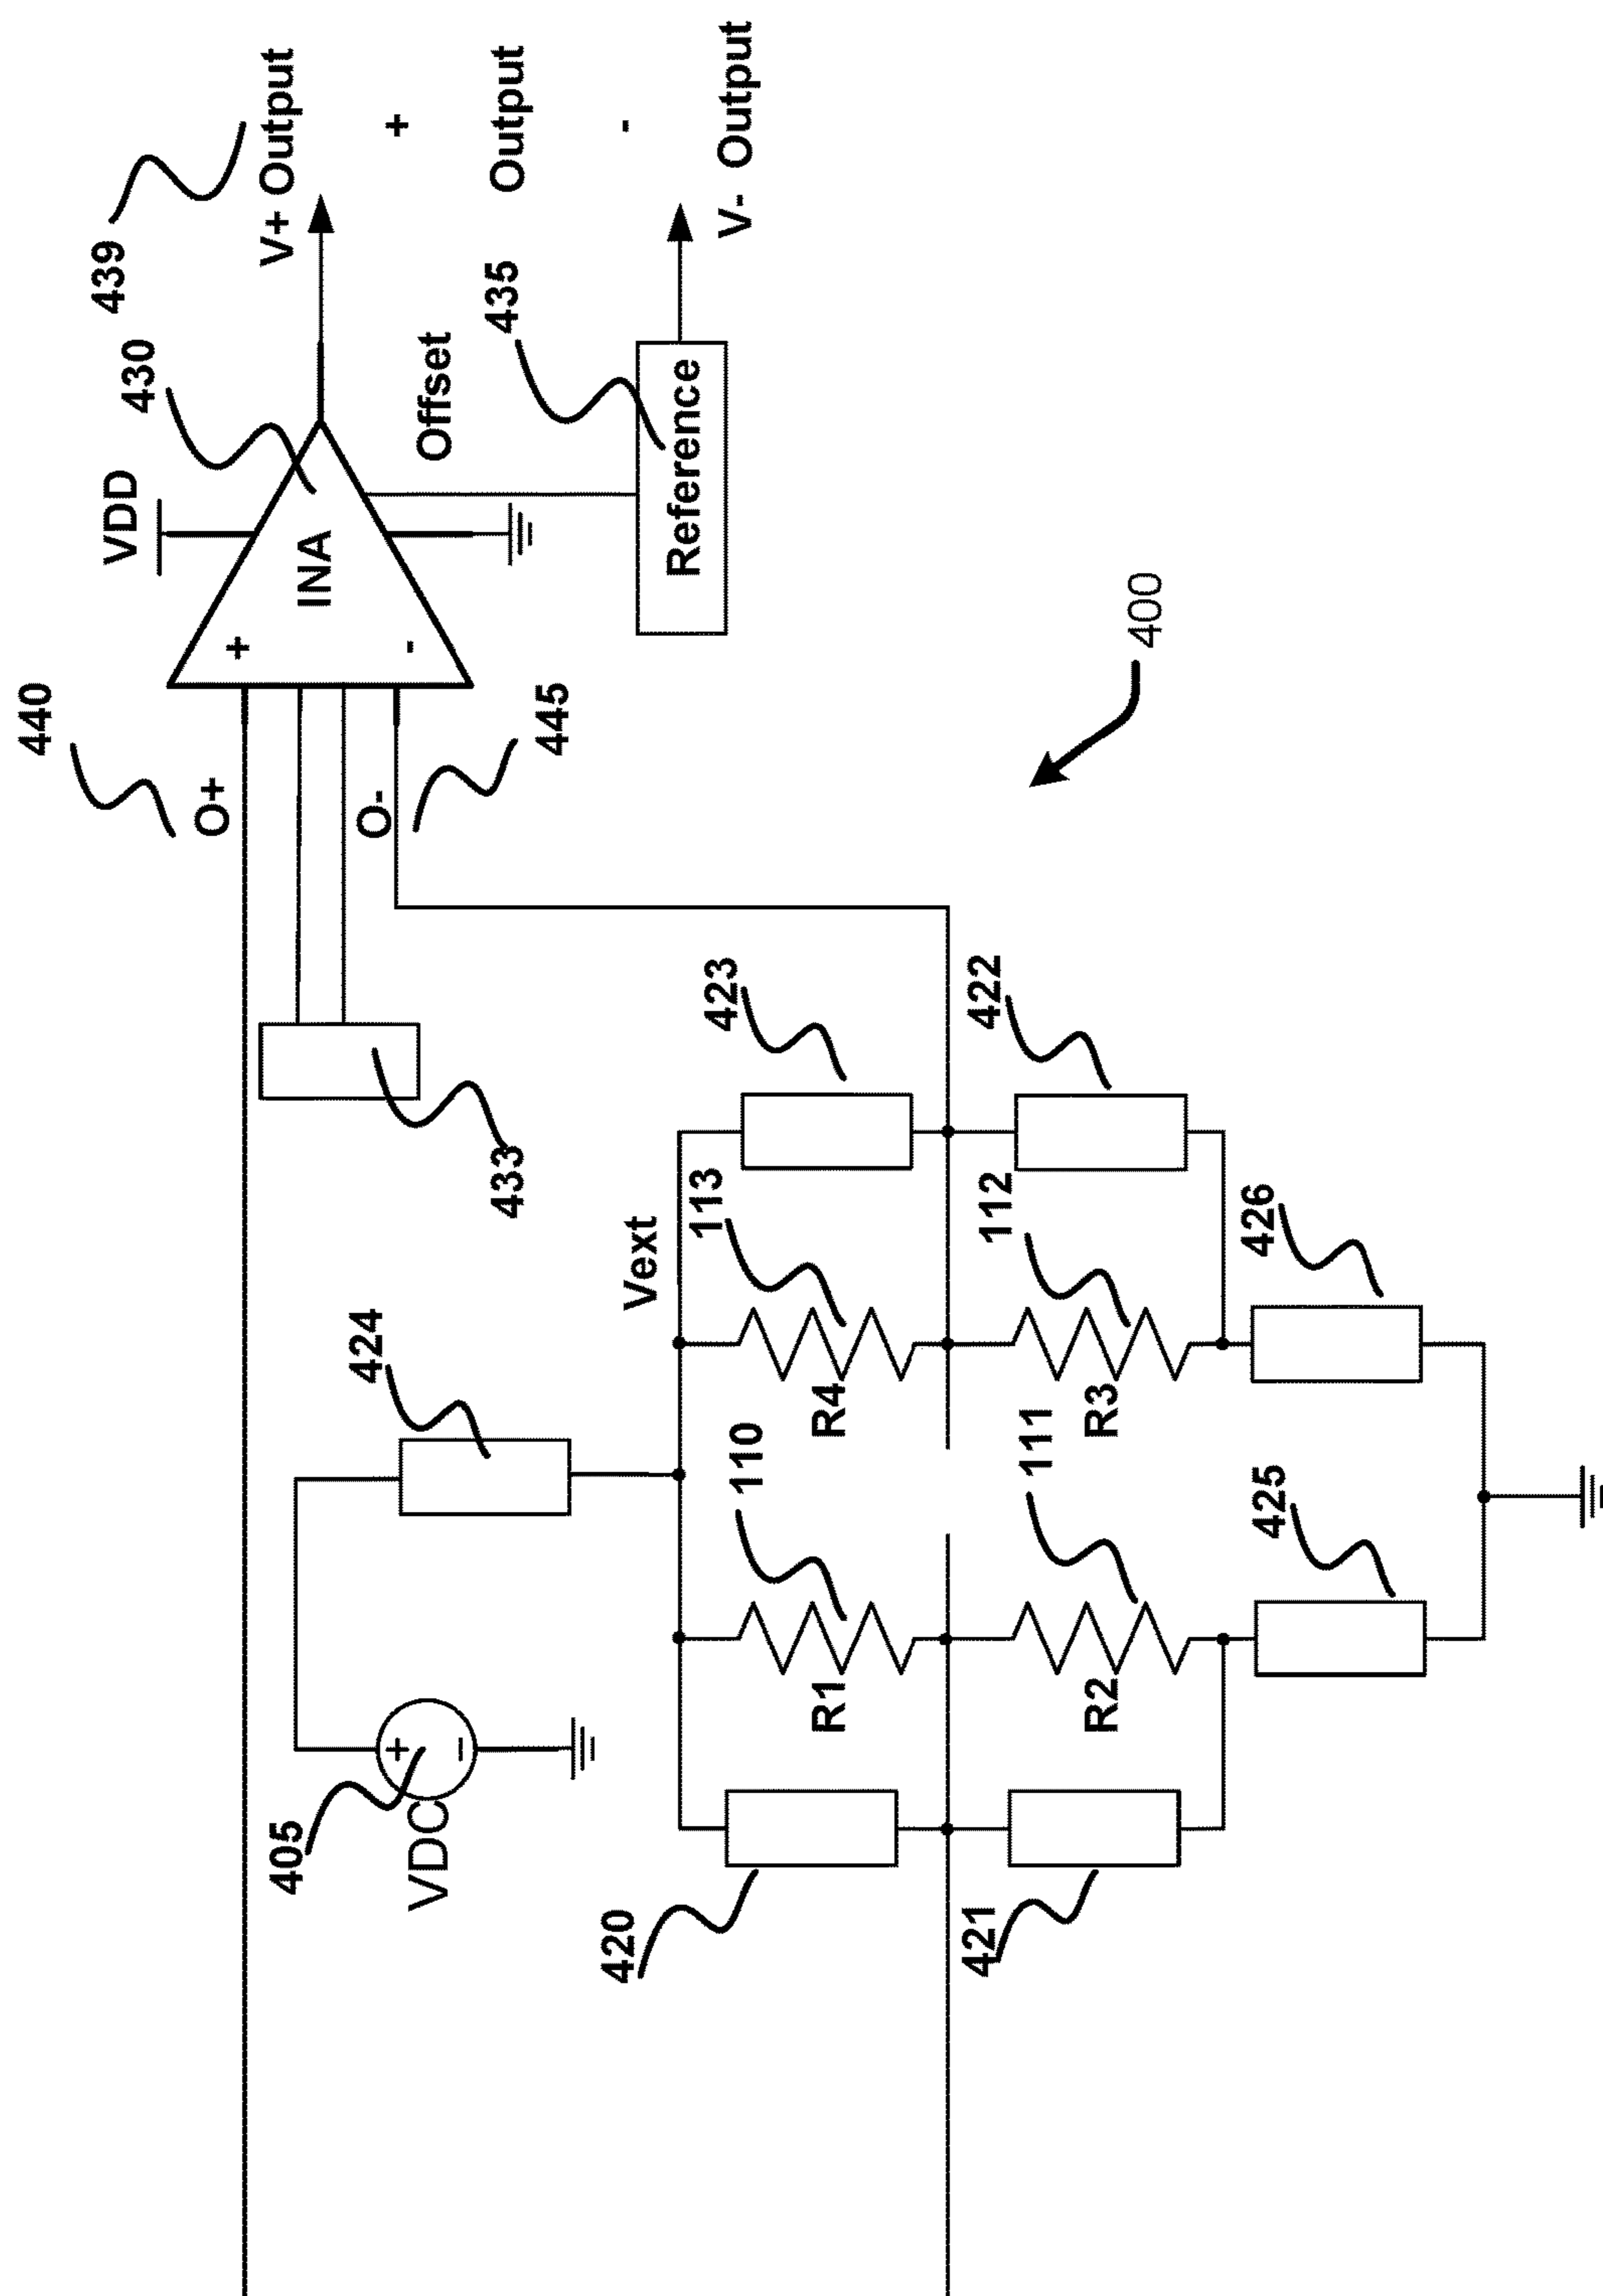 439
V+ Output
+
Output
-
V- Output
430
VDD
INA
+
-
Offset
435
Reference
440
O+
O-
445
400
433
423
422
Vext
113
112
426
424
R4
R3
110
111
425
405
VDC
+
−
R1
R2
420
421